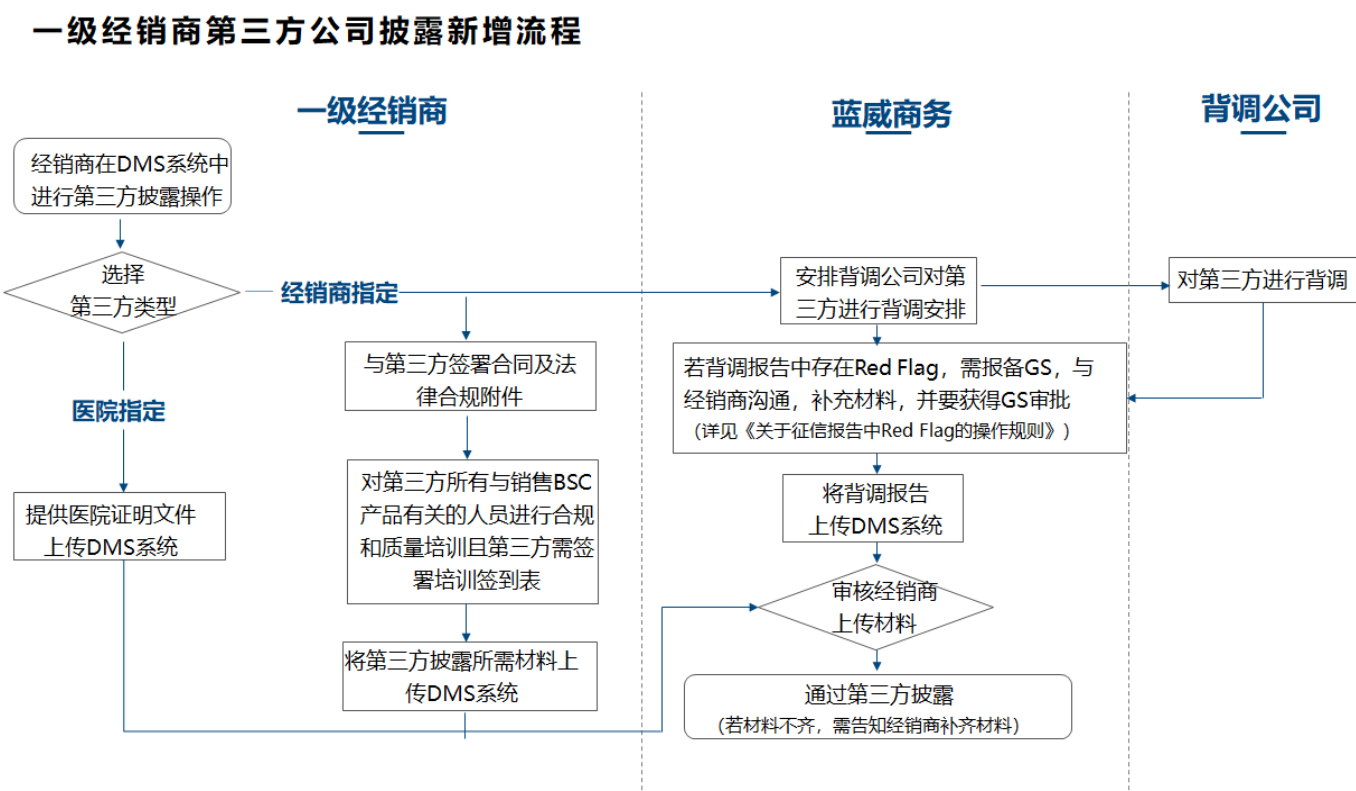 一级经销商第三方公司披露新增流程
一级经销商
蓝威商务
背调公司
经销商在DMS系统中
进行第三方披露操作
选择
第三方类型
经销商指定
医院指定
提供医院证明文件
上传DMS系统
与第三方签署合同及法
律合规附件
对第三方所有与销售BSC
产品有关的人员进行合规
和质量培训且第三方需签
署培训签到表
将第三方披露所需材料上
传DMS系统
安排背调公司对第
三方进行背调安排
对第三方进行背调
若背调报告中存在Red Flag，需报备GS，与
经销商沟通，补充材料，并要获得GS审批
（详见《关于征信报告中Red Flag的操作规则》）
将背调报告
上传DMS系统
审核经销商
上传材料
通过第三方披露
（若材料不齐，需告知经销商补齐材料）